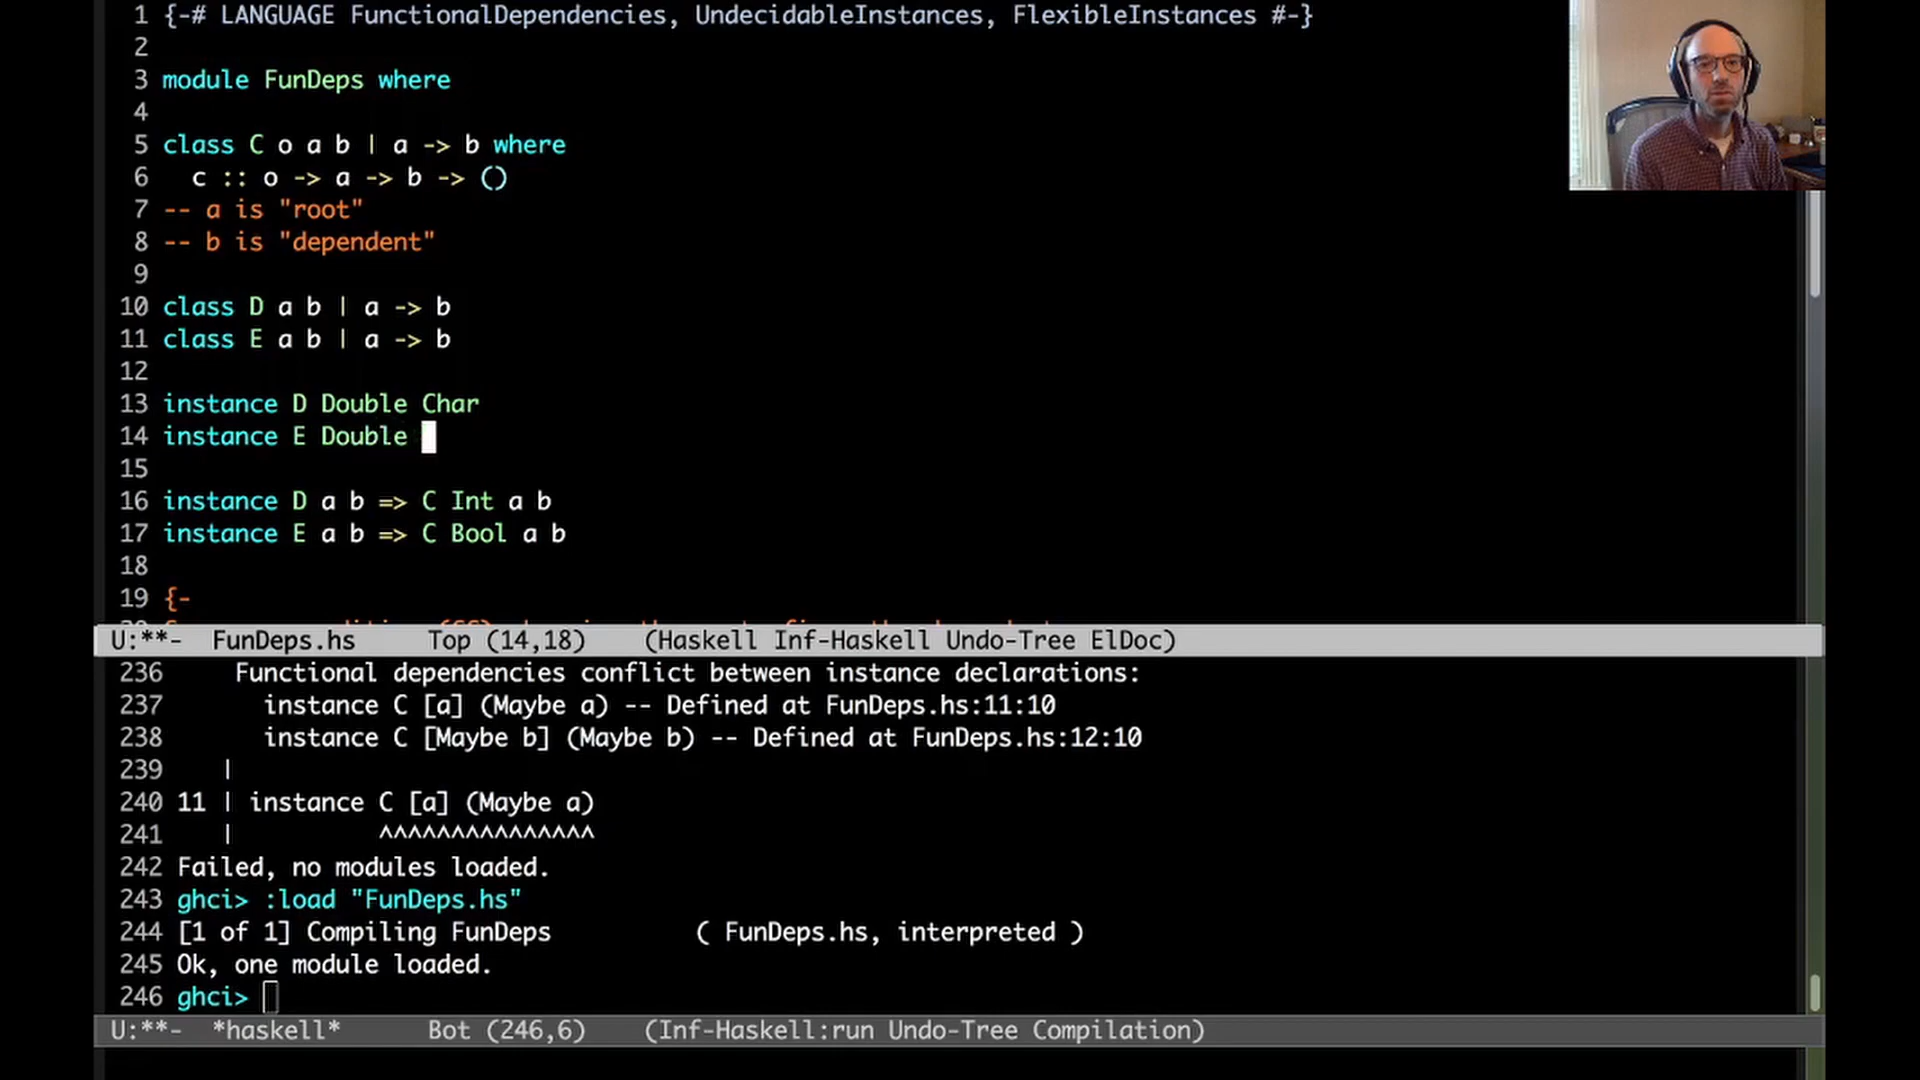 1 {-# LANGUAGE FunctionalDependencies, UndecidableInstances, FlexibleInstances #-}
2
3 module FunDeps where
4
5 class C o a b | a -> b where
6   c :: o -> a -> b -> ()
7 -- a is "root"
8 -- b is "dependent"
9
10 class D a b | a -> b
11 class E a b | a -> b
12
13 instance D Double Char
14 instance E Double
15
16 instance D a b => C Int a b
17 instance E a b => C Bool a b
18
19 {-
U:**-  FunDeps.hs     Top (14,18)    (Haskell Inf-Haskell Undo-Tree ElDoc)
236     Functional dependencies conflict between instance declarations:
237       instance C [a] (Maybe a) -- Defined at FunDeps.hs:11:10
238       instance C [Maybe b] (Maybe b) -- Defined at FunDeps.hs:12:10
239    |
240 11 | instance C [a] (Maybe a)
241    |          ^^^^^^^^^^^^^^^
242 Failed, no modules loaded.
243 ghci> :load "FunDeps.hs"
244 [1 of 1] Compiling FunDeps          ( FunDeps.hs, interpreted )
245 Ok, one module loaded.
246 ghci>
U:**-  *haskell*      Bot (246,6)    (Inf-Haskell:run Undo-Tree Compilation)